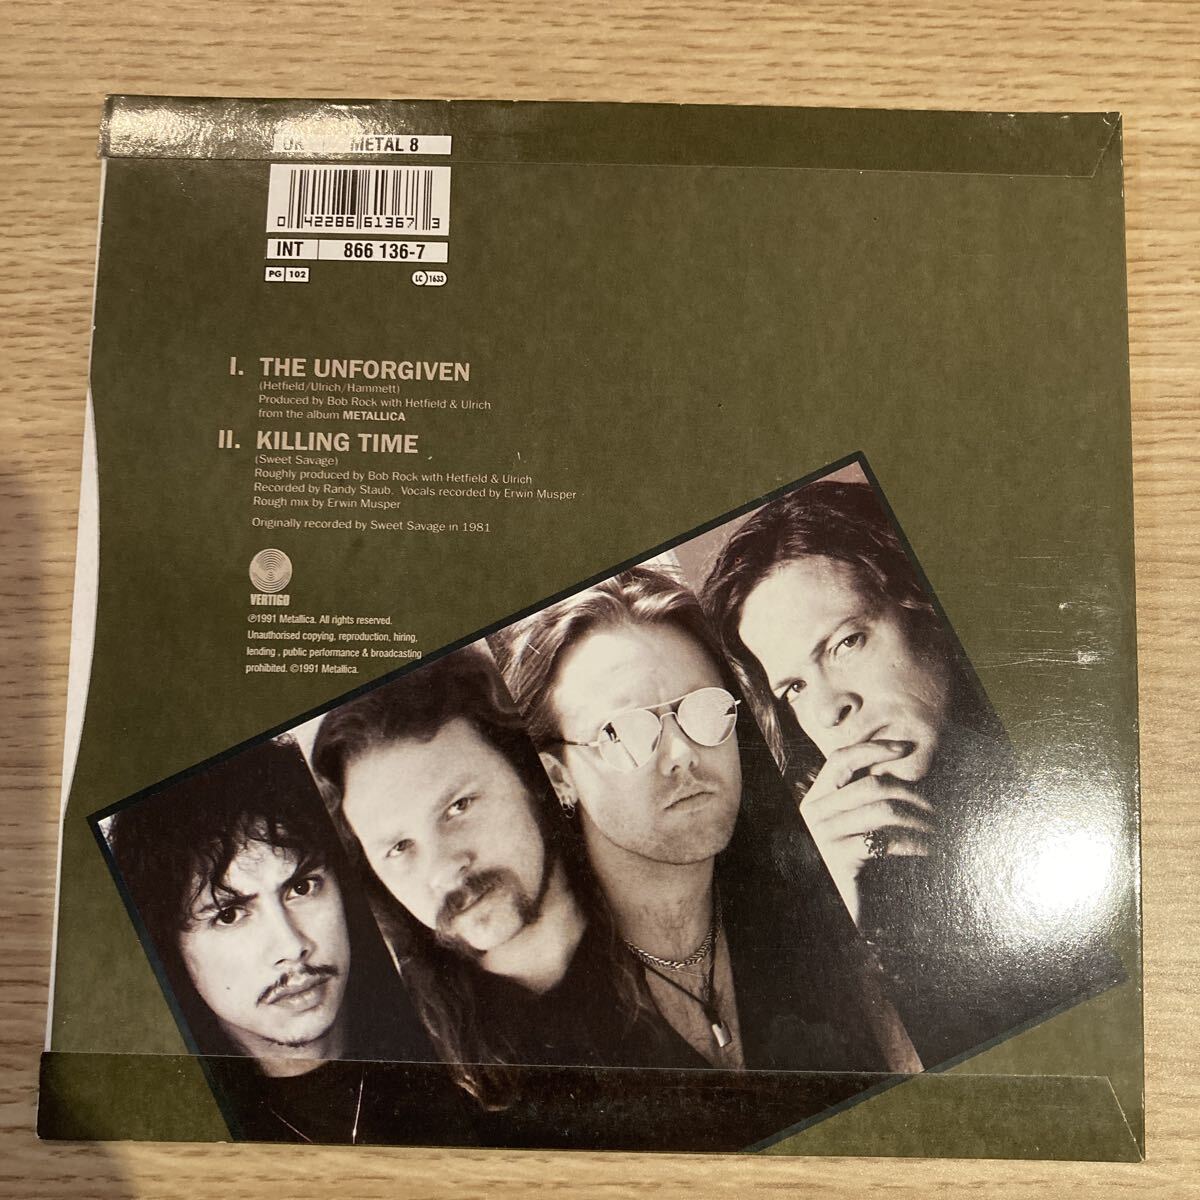 METAL 8
0 42286 61367 3
INT 866 136-7
PG 102
LC 1633
I. THE UNFORGIVEN
(Hetfield/Ulrich/Hammett)
Produced by Bob Rock with Hetfield & Ulrich
from the album METALLICA
II. KILLING TIME
(Sweet Savage)
Roughly produced by Bob Rock with Hetfield & Ulrich
Recorded by Randy Staub. Vocals recorded by Erwin Musper
Rough mix by Erwin Musper
Originally recorded by Sweet Savage in 1981
VERTIGO
℗1991 Metallica. All rights reserved.
Unauthorised copying, reproduction, hiring,
lending , public performance & broadcasting
prohibited. ©1991 Metallica.